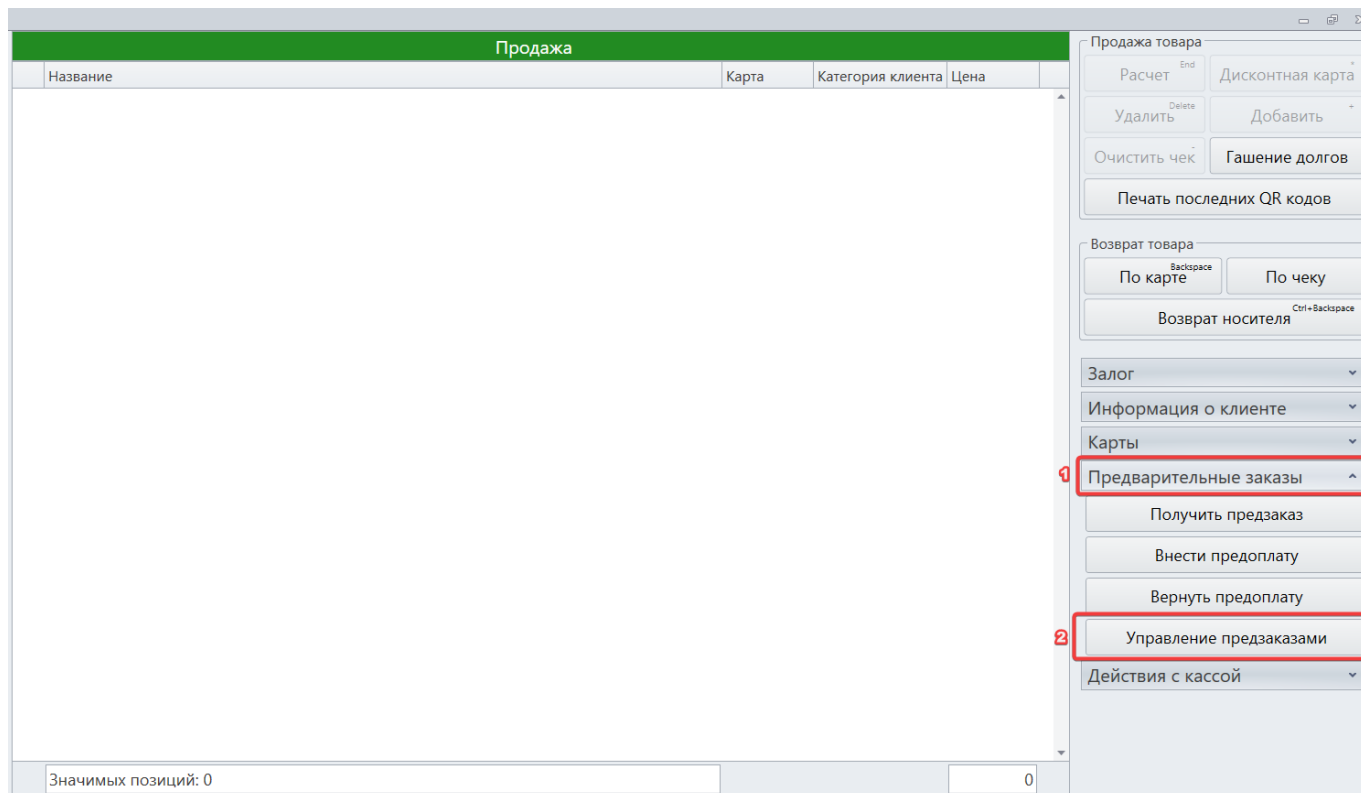 Продажа
Название Карта Категория клиента Цена
Значимых позиций: 0 0
Продажа товара
Расчет End Дисконтная карта *
Удалить Delete Добавить +
Очистить чек - Гашение долгов
Печать последних QR кодов
Возврат товара
По карте Backspace По чеку
Возврат носителя Ctrl+Backspace
Залог
Информация о клиенте
Карты
1 Предварительные заказы
Получить предзаказ
Внести предоплату
Вернуть предоплату
2 Управление предзаказами
Действия с кассой